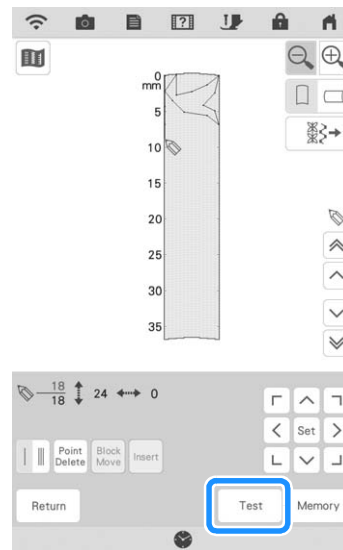 0
mm
5
10
15
20
25
30
35
18
18
24
0
Point
Delete
Block
Move
Insert
Set
Return
Test
Memory